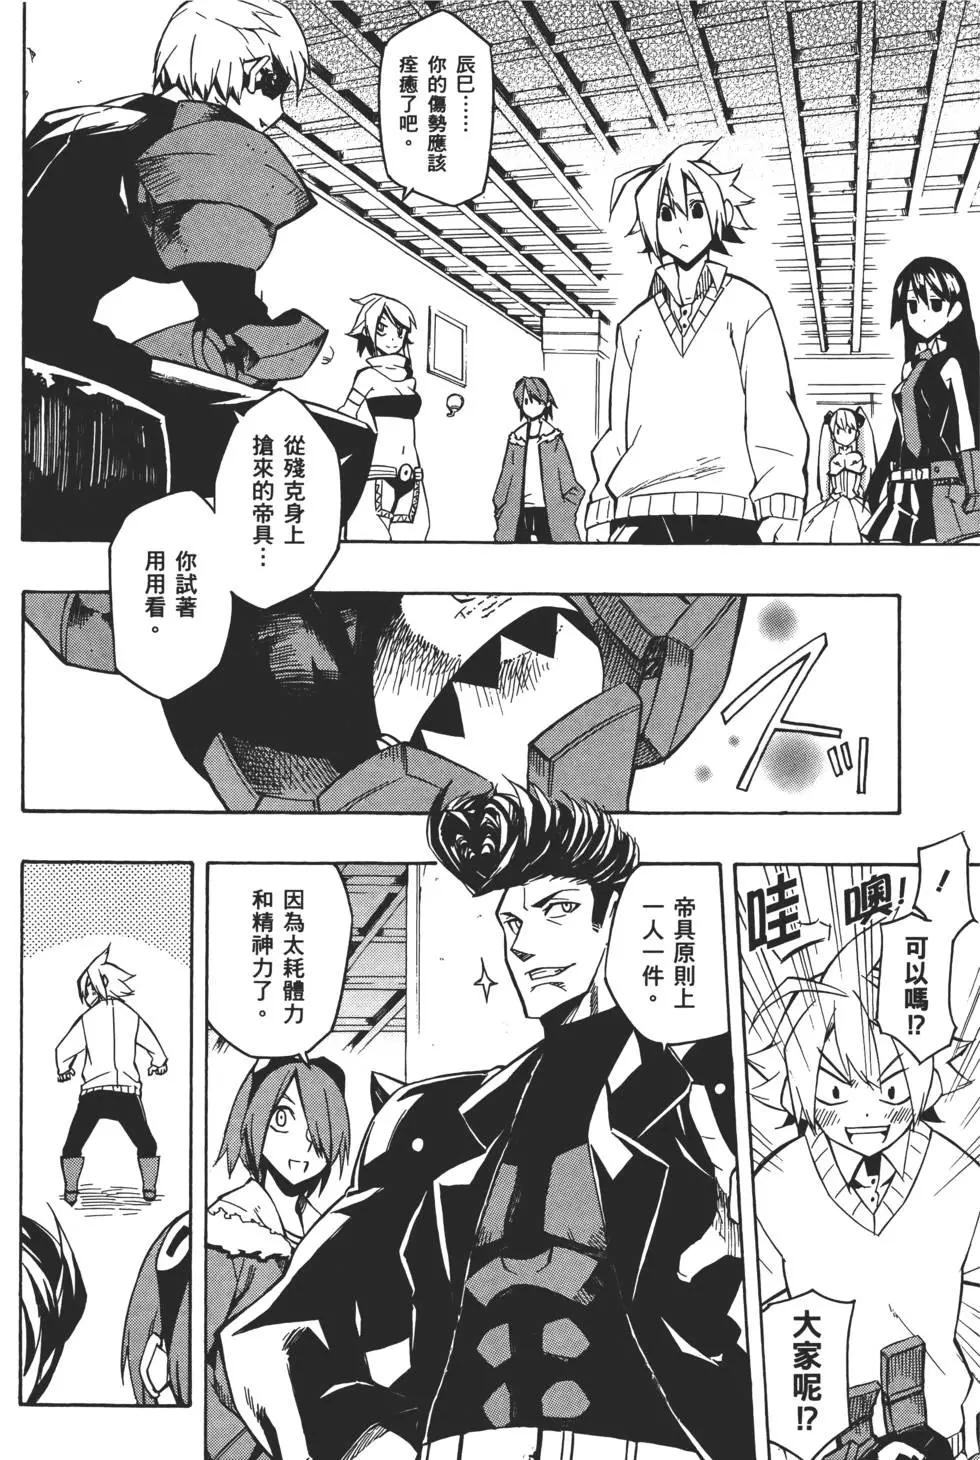 辰巳……
你的傷勢應該
痊癒了吧。
從殘克身上
搶來的帝具…
你試著
用用看。
ズッ
！
可以嗎!?
噢！
哇
大家呢!?
帝具原則上
一人一件。
因為太耗體力
和精神力了。